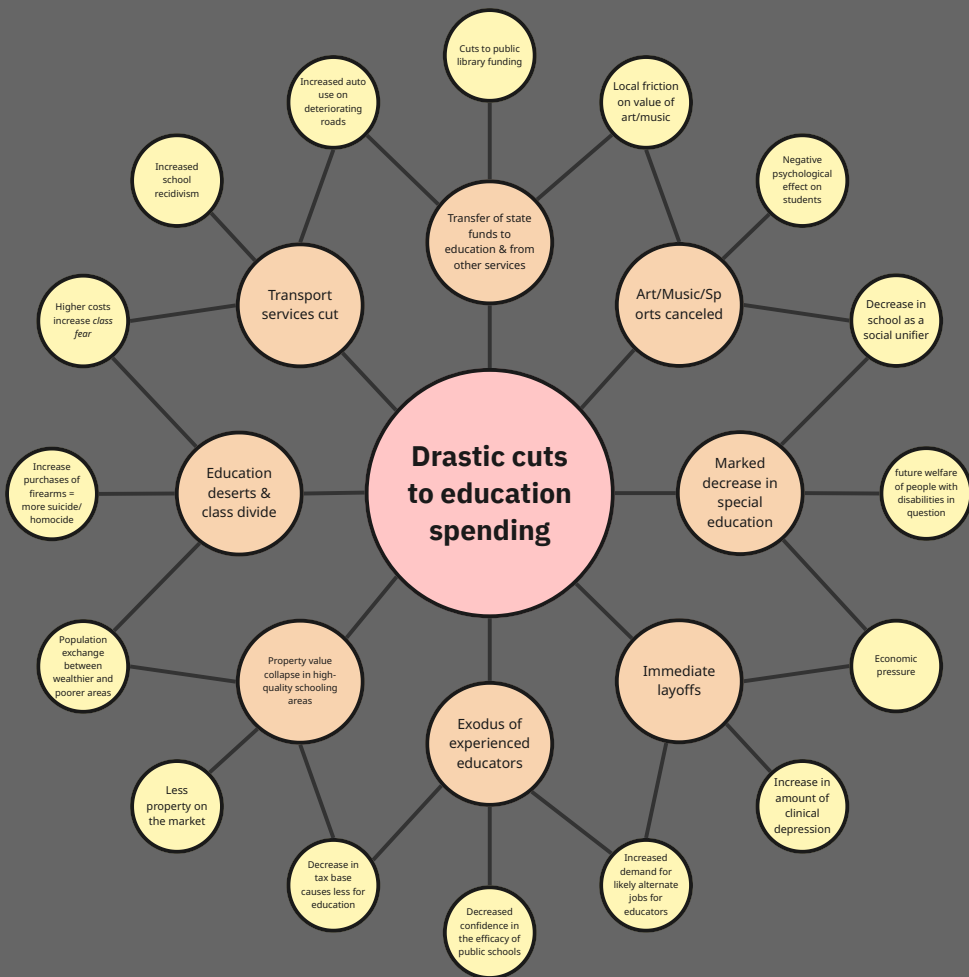 Cuts to public
library funding
Increased auto
use on
deteriorating
roads
Local friction
on value of
art/music
Increased
school
recidivism
Negative
psychological
effect on
students
Transfer of state
funds to
education & from
other services
Transport
services cut
Art/Music/Sp
orts canceled
Higher costs
increase class
fear
Decrease in
school as a
social unifier
Drastic cuts
to education
spending
Increase
purchases of
firearms =
more suicide/
homocide
Education
deserts &
class divide
Marked
decrease in
special
education
future welfare
of people with
disabilities in
question
Population
exchange
between
wealthier and
poorer areas
Property value
collapse in high-
quality schooling
areas
Immediate
layoffs
Economic
pressure
Exodus of
experienced
educators
Less
property on
the market
Increase in
amount of
clinical
depression
Decrease in
tax base
causes less for
education
Increased
demand for
likely alternate
jobs for
educators
Decreased
confidence in
the efficacy of
public schools